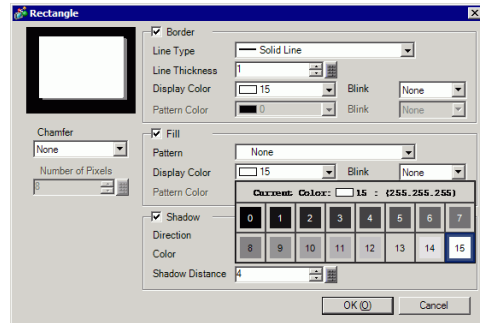 Rectangle
Border
Line Type Solid Line
Line Thickness 1
Display Color 15 Blink None
Pattern Color 0 Blink None
Chamfer
None
Number of Pixels
8
Fill
Pattern None
Display Color 15 Blink None
Pattern Color
Current Color: 15 : (255.255.255)
0 1 2 3 4 5 6 7
8 9 10 11 12 13 14 15
Shadow
Direction
Color
Shadow Distance 4
OK (O) Cancel